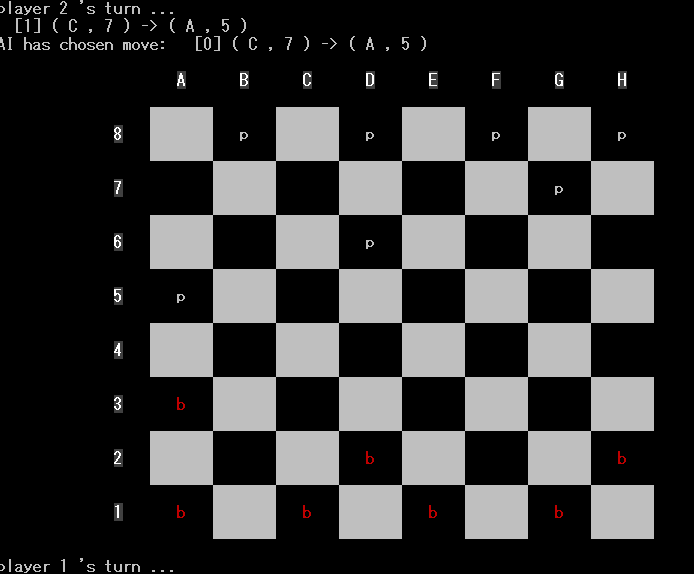 player 2 's turn ...
[1] ( C , 7 ) -> ( A , 5 )
AI has chosen move:   [0] ( C , 7 ) -> ( A , 5 )
A B C D E F G H
8 p p p p
7 p
6 p
5 p
4
3 b
2 b b
1 b b b b
player 1 's turn ...